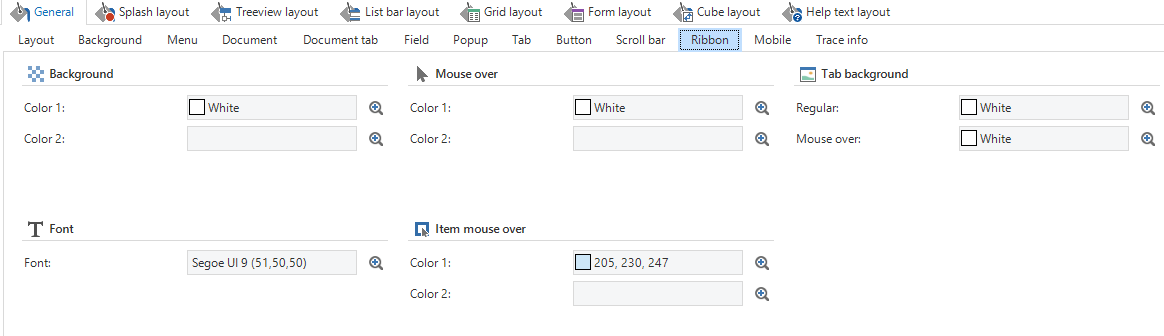 General Splash layout Treeview layout List bar layout Grid layout Form layout Cube layout Help text layout
Layout Background Menu Document Document tab Field Popup Tab Button Scroll bar Ribbon Mobile Trace info
Background Mouse over Tab background
Color 1: White Color 1: White Regular: White
Color 2: Color 2: Mouse over: White
Font Item mouse over
Font: Segoe UI 9 (51,50,50) Color 1: 205, 230, 247
Color 2: